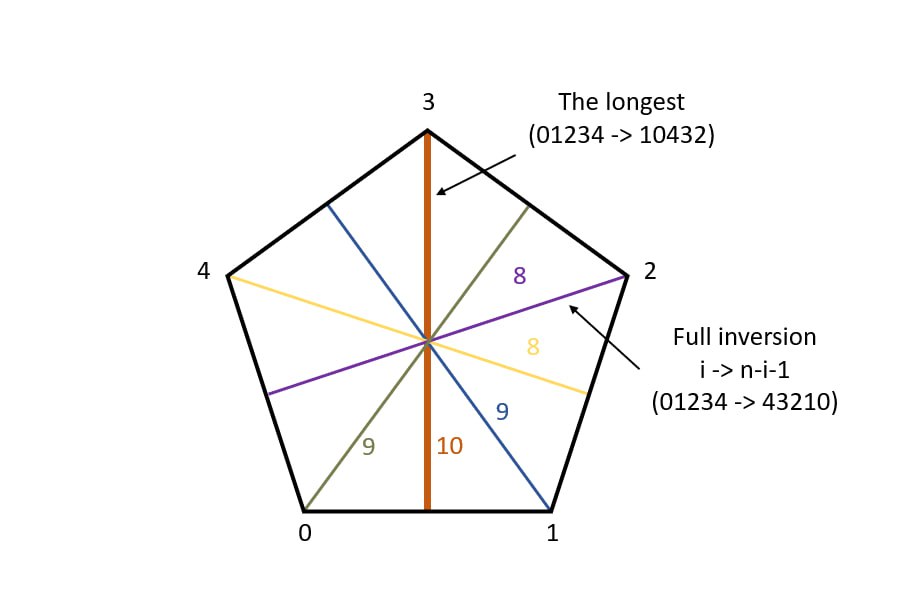 3
The longest
(01234 -> 10432)
4
2
8
Full inversion
i -> n-i-1
(01234 -> 43210)
8
9
9
10
0
1